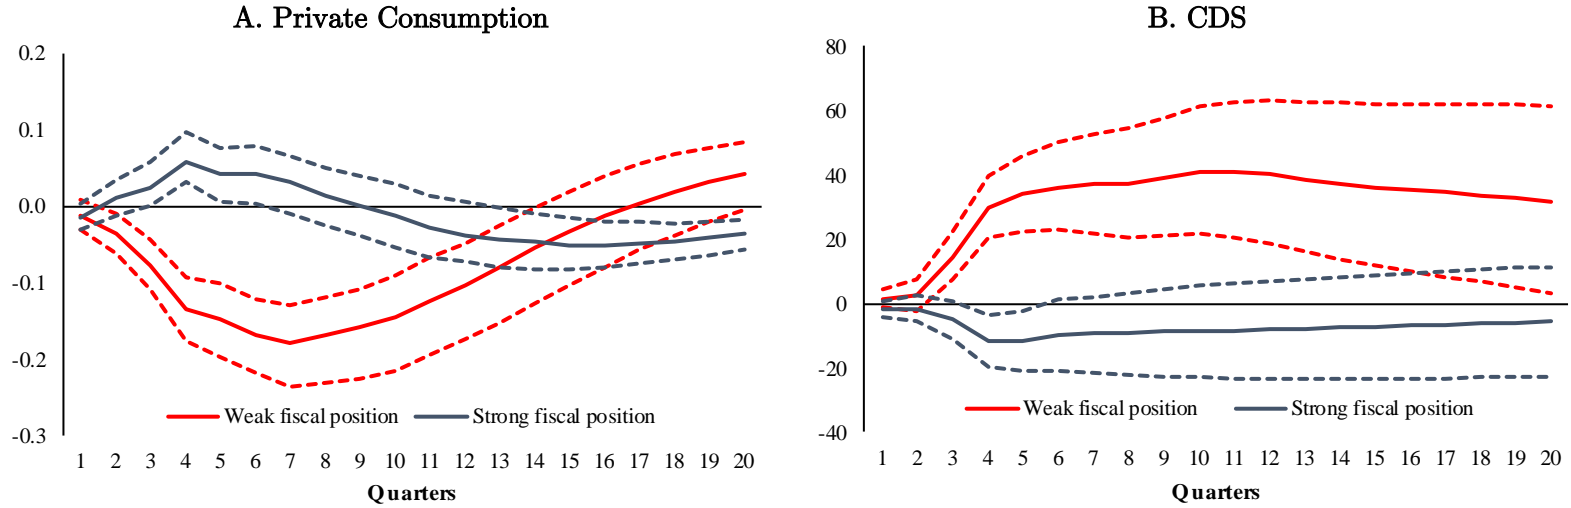 A. Private Consumption
0.2
0.1
0.0
-0.1
-0.2
-0.3
Weak fiscal position Strong fiscal position
1 2 3 4 5 6 7 8 9 10 11 12 13 14 15 16 17 18 19 20
Quarters
B. CDS
80
60
40
20
0
-20
-40
Weak fiscal position Strong fiscal position
1 2 3 4 5 6 7 8 9 10 11 12 13 14 15 16 17 18 19 20
Quarters